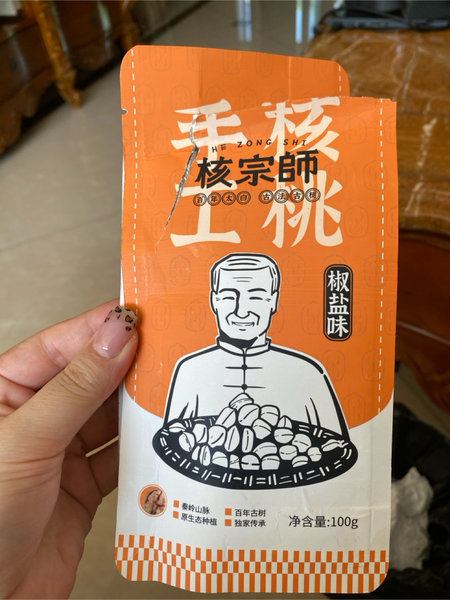 手工
核桃
HE ZONG SHI
核宗師
百年太白 古法古樹
椒盐味
秦岭山脉
原生态种植
百年古树
独家传承
净含量:100g